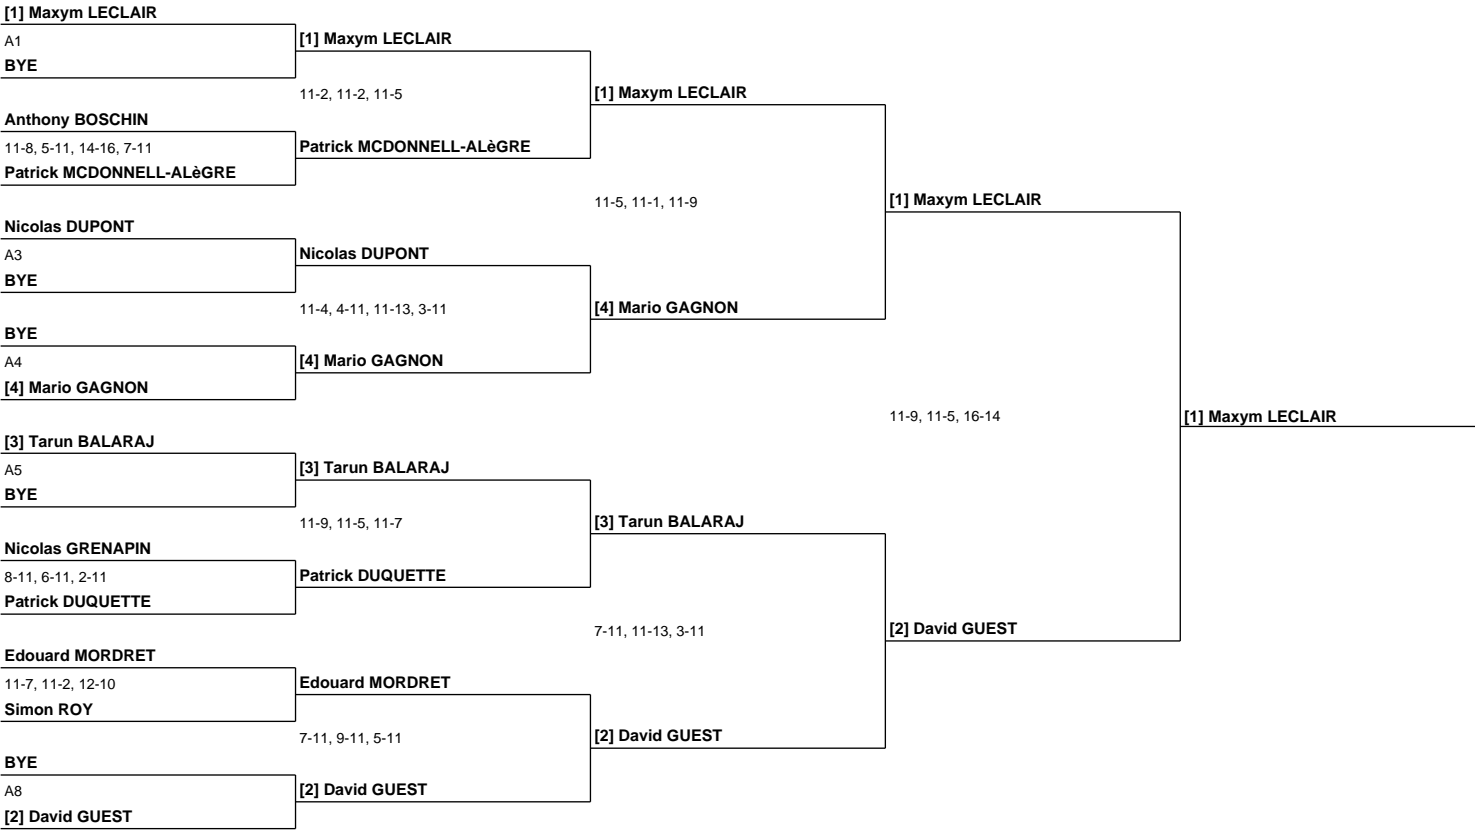 [1] Maxym LECLAIR
A1
BYE
Anthony BOSCHIN
11-8, 5-11, 14-16, 7-11
Patrick MCDONNELL-ALèGRE
Nicolas DUPONT
A3
BYE
BYE
A4
[4] Mario GAGNON
[3] Tarun BALARAJ
A5
BYE
Nicolas GRENAPIN
8-11, 6-11, 2-11
Patrick DUQUETTE
Edouard MORDRET
11-7, 11-2, 12-10
Simon ROY
BYE
A8
[2] David GUEST
[1] Maxym LECLAIR
11-2, 11-2, 11-5
Patrick MCDONNELL-ALèGRE
Nicolas DUPONT
11-4, 4-11, 11-13, 3-11
[4] Mario GAGNON
[3] Tarun BALARAJ
11-9, 11-5, 11-7
Patrick DUQUETTE
Edouard MORDRET
7-11, 9-11, 5-11
[2] David GUEST
[1] Maxym LECLAIR
11-5, 11-1, 11-9
[4] Mario GAGNON
[3] Tarun BALARAJ
7-11, 11-13, 3-11
[2] David GUEST
[1] Maxym LECLAIR
11-9, 11-5, 16-14
[2] David GUEST
[1] Maxym LECLAIR